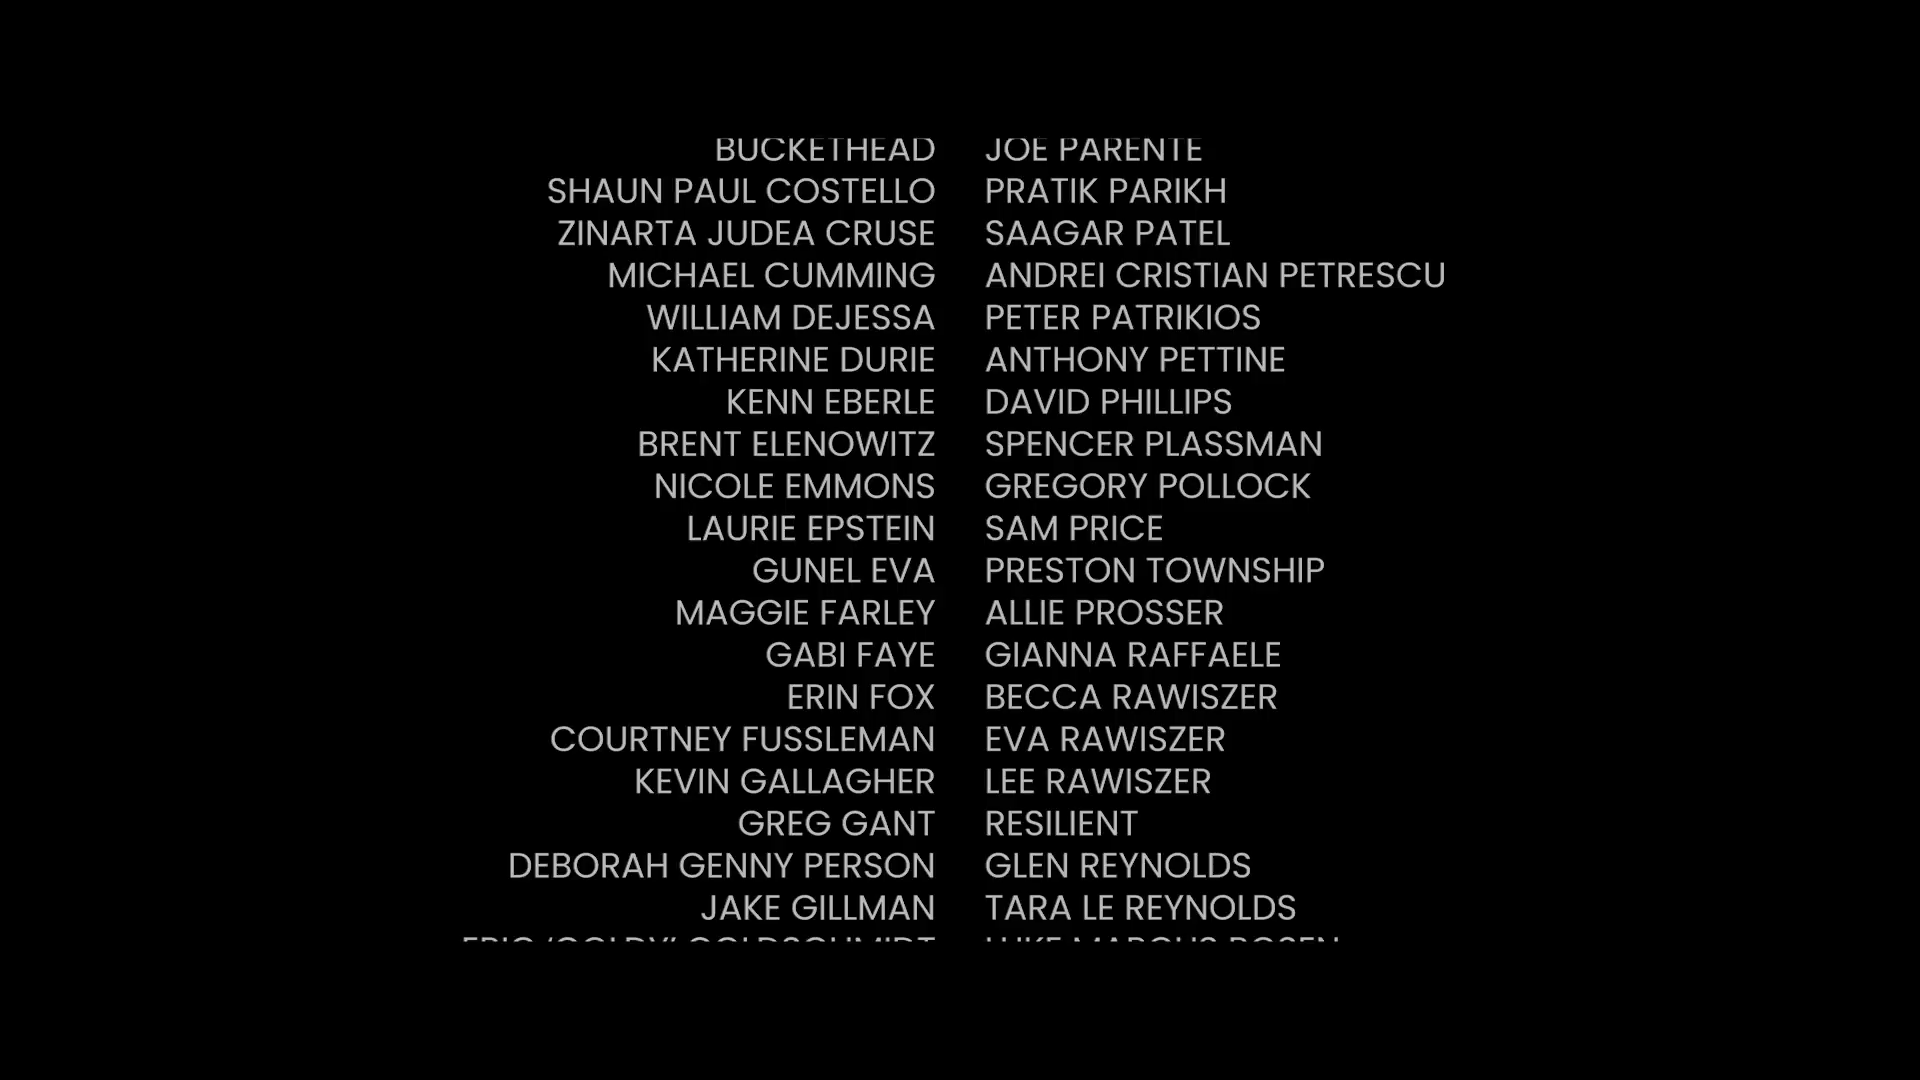 BUCKETHEAD JOE PARENTE
SHAUN PAUL COSTELLO PRATIK PARIKH
ZINARTA JUDEA CRUSE SAAGAR PATEL
MICHAEL CUMMING ANDREI CRISTIAN PETRESCU
WILLIAM DEJESSA PETER PATRIKIOS
KATHERINE DURIE ANTHONY PETTINE
KENN EBERLE DAVID PHILLIPS
BRENT ELENOWITZ SPENCER PLASSMAN
NICOLE EMMONS GREGORY POLLOCK
LAURIE EPSTEIN SAM PRICE
GUNEL EVA PRESTON TOWNSHIP
MAGGIE FARLEY ALLIE PROSSER
GABI FAYE GIANNA RAFFAELE
ERIN FOX BECCA RAWISZER
COURTNEY FUSSLEMAN EVA RAWISZER
KEVIN GALLAGHER LEE RAWISZER
GREG GANT RESILIENT
DEBORAH GENNY PERSON GLEN REYNOLDS
JAKE GILLMAN TARA LE REYNOLDS